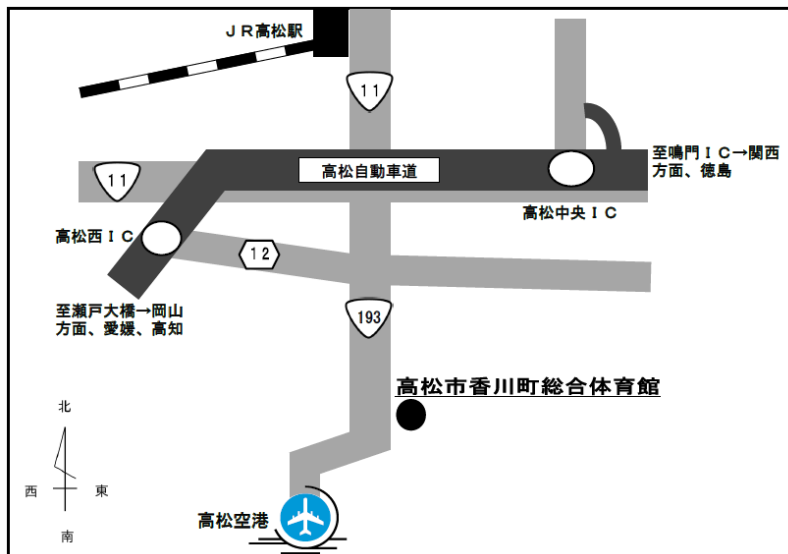 JR高松駅
11
高松自動車道
11
至鳴門IC→関西
方面、徳島
高松中央IC
高松西IC
12
至瀬戸大橋→岡山
方面、愛媛、高知
193
高松市香川町総合体育館
北
西 東
南
高松空港